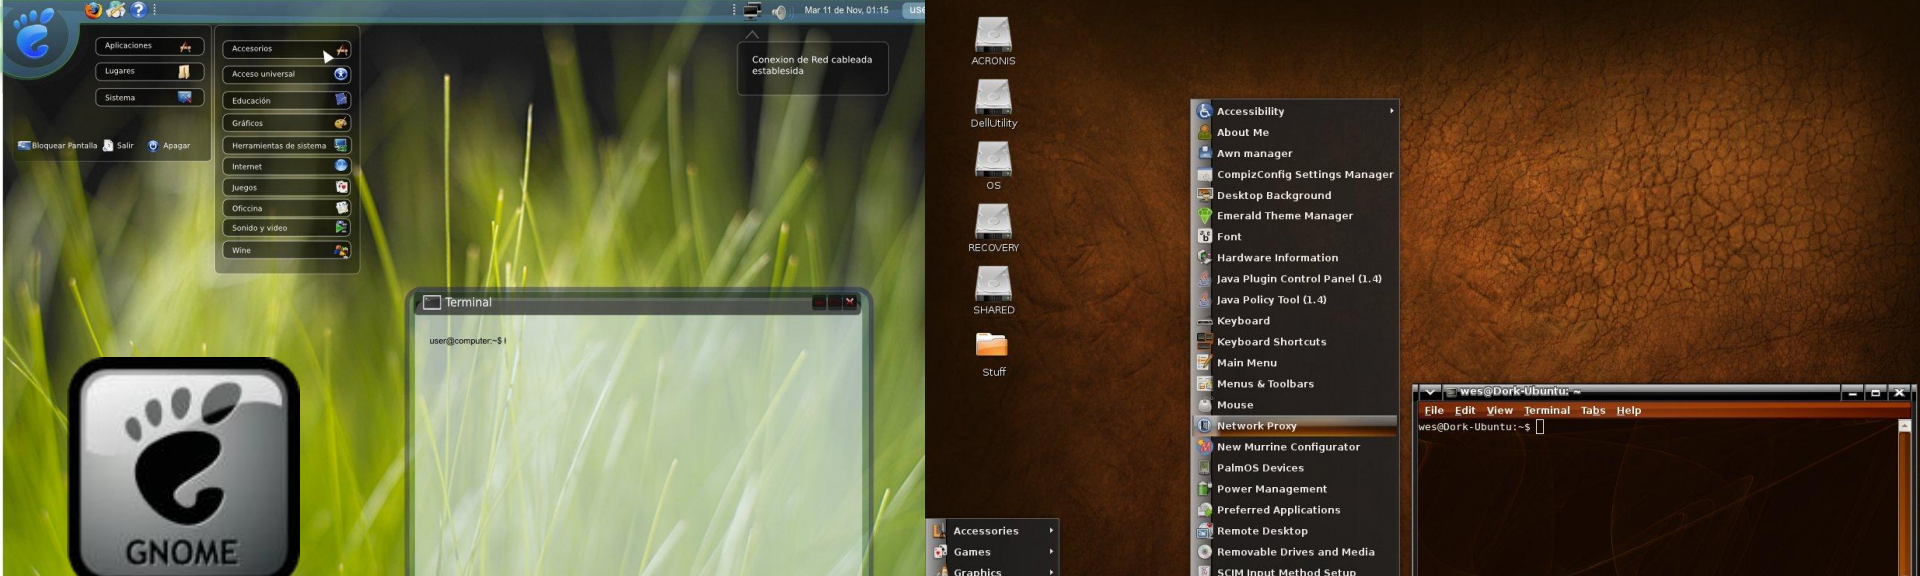 Mar 11 de Nov, 01:15
Aplicaciones
Lugares
Sistema
Bloquear Pantalla
Salir
Apagar
Accesorios
Acceso universal
Educación
Gráficos
Herramientas de sistema
Internet
Juegos
Oficcina
Sonido y video
Wine
Conexion de Red cableada
establesida
Terminal
user@computer:~$
GNOME
ACRONIS
DellUtility
OS
RECOVERY
SHARED
Stuff
Accessories
Games
Graphics
Accessibility
About Me
Awn manager
CompizConfig Settings Manager
Desktop Background
Emerald Theme Manager
Font
Hardware Information
Java Plugin Control Panel (1.4)
Java Policy Tool (1.4)
Keyboard
Keyboard Shortcuts
Main Menu
Menus & Toolbars
Mouse
Network Proxy
New Murrine Configurator
PalmOS Devices
Power Management
Preferred Applications
Remote Desktop
Removable Drives and Media
SCIM Input Method Setup
wes@Dork-Ubuntu: ~
File Edit View Terminal Tabs Help
wes@Dork-Ubuntu:~$